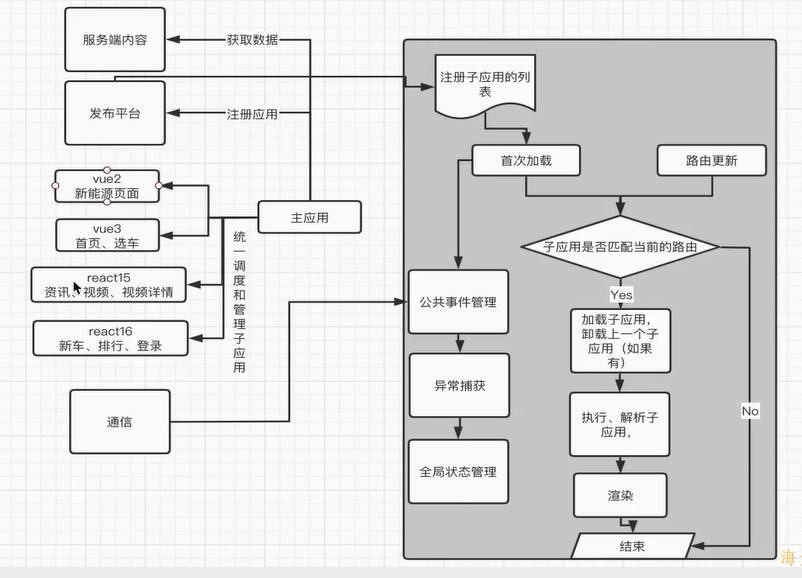 服务端内容
获取数据
发布平台
注册应用
vue2
新能源页面
vue3
首页、选车
react15
资讯、视频、视频详情
react16
新车、排行、登录
主应用
统一调度和管理子应用
通信
注册子应用的列
表
首次加载
路由更新
子应用是否匹配当前的路由
Yes
No
公共事件管理
异常捕获
全局状态管理
加载子应用，
卸载上一个子
应用（如果
有）
执行、解析子
应用，
渲染
结束
海